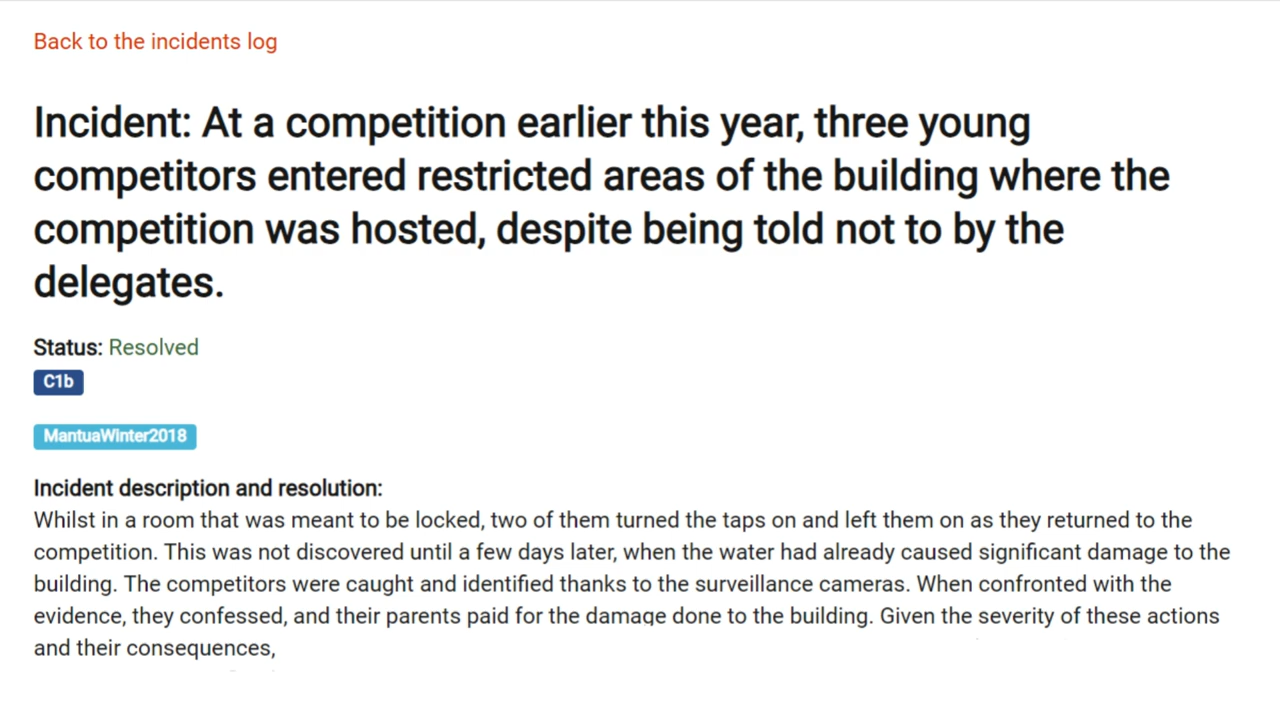 Back to the incidents log
Incident: At a competition earlier this year, three young
competitors entered restricted areas of the building where the
competition was hosted, despite being told not to by the
delegates.
Status: Resolved
C1b
MantuaWinter2018
Incident description and resolution:
Whilst in a room that was meant to be locked, two of them turned the taps on and left them on as they returned to the
competition. This was not discovered until a few days later, when the water had already caused significant damage to the
building. The competitors were caught and identified thanks to the surveillance cameras. When confronted with the
evidence, they confessed, and their parents paid for the damage done to the building. Given the severity of these actions
and their consequences,